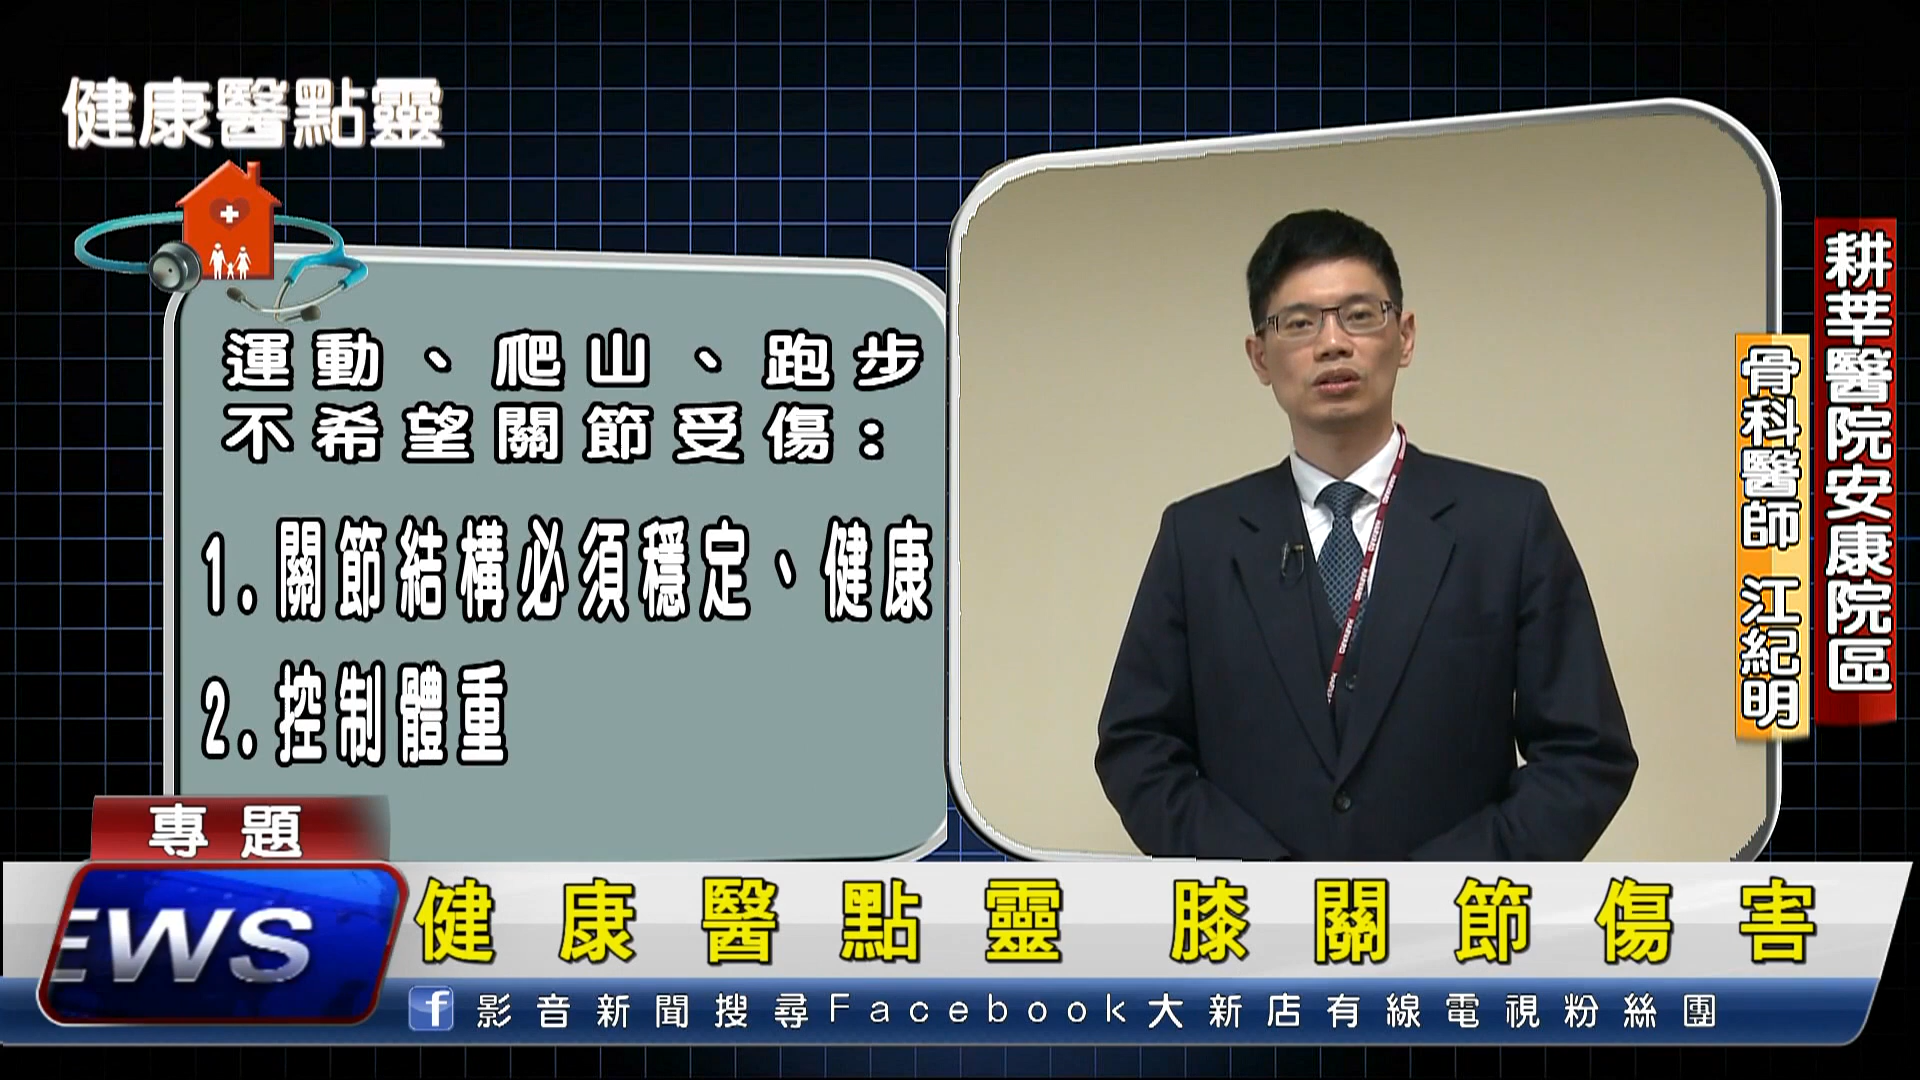 健康醫點靈
運動、爬山、跑步
不希望關節受傷:
1.關節結構必須穩定、健康
2.控制體重
耕莘醫院安康院區
骨科醫師 江紀明
專題
EWS
健康醫點靈 膝關節傷害
f 影音新聞搜尋Facebook大新店有線電視粉絲團